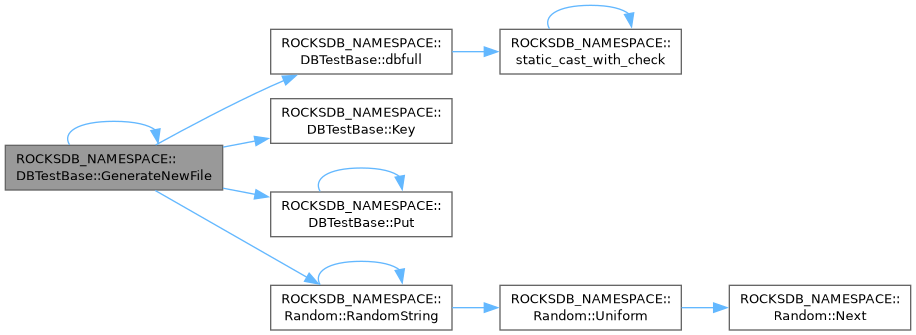 ROCKSDB_NAMESPACE::
DBTestBase::GenerateNewFile
ROCKSDB_NAMESPACE::
DBTestBase::dbfull
ROCKSDB_NAMESPACE::
static_cast_with_check
ROCKSDB_NAMESPACE::
DBTestBase::Key
ROCKSDB_NAMESPACE::
DBTestBase::Put
ROCKSDB_NAMESPACE::
Random::RandomString
ROCKSDB_NAMESPACE::
Random::Uniform
ROCKSDB_NAMESPACE::
Random::Next